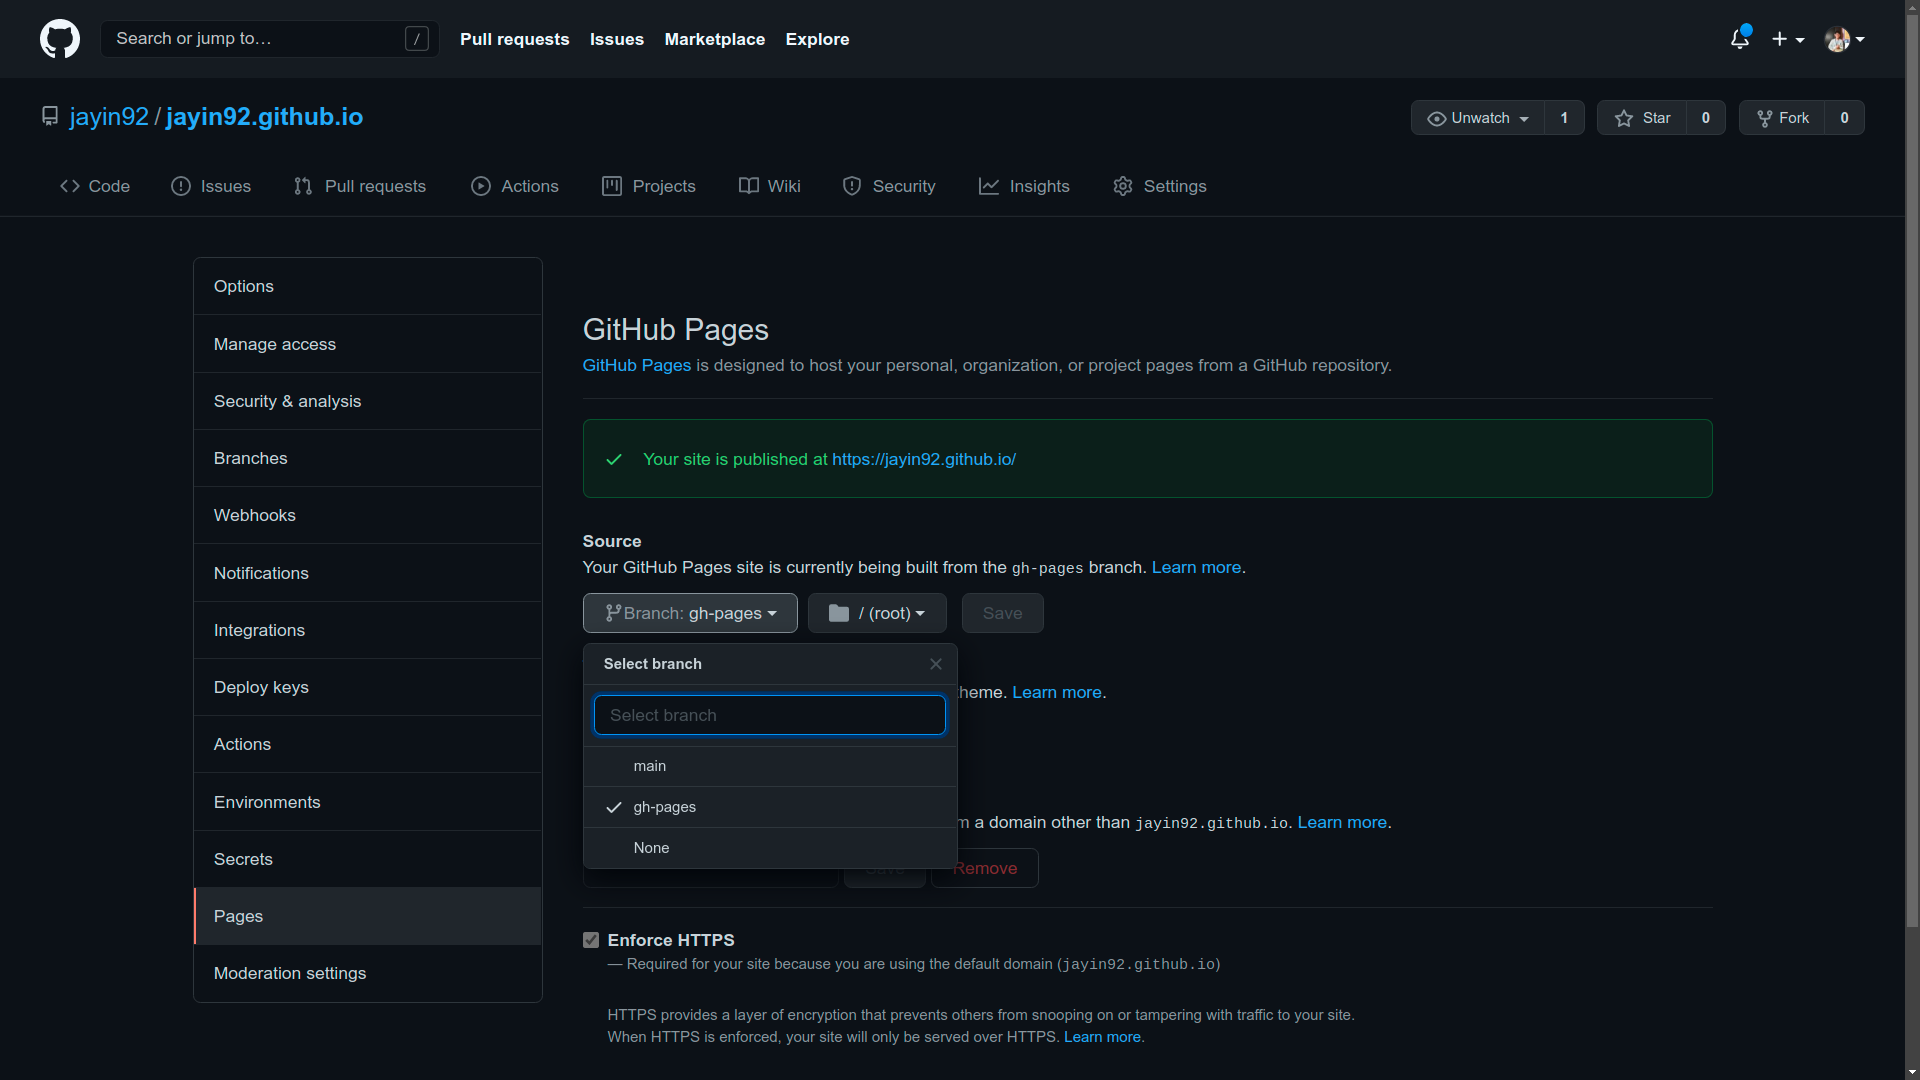 Search or jump to…
/
Pull requests
Issues
Marketplace
Explore
jayin92 / jayin92.github.io
Unwatch
1
Star
0
Fork
0
Code
Issues
Pull requests
Actions
Projects
Wiki
Security
Insights
Settings
Options
Manage access
Security & analysis
Branches
Webhooks
Notifications
Integrations
Deploy keys
Actions
Environments
Secrets
Pages
Moderation settings
GitHub Pages
GitHub Pages is designed to host your personal, organization, or project pages from a GitHub repository.
Your site is published at https://jayin92.github.io/
Source
Your GitHub Pages site is currently being built from the gh-pages branch. Learn more.
Branch: gh-pages
/ (root)
Save
Select branch
Select branch
main
gh-pages
None
heme. Learn more.
a domain other than jayin92.github.io. Learn more.
Save
Remove
Enforce HTTPS
— Required for your site because you are using the default domain (jayin92.github.io)
HTTPS provides a layer of encryption that prevents others from snooping on or tampering with traffic to your site.
When HTTPS is enforced, your site will only be served over HTTPS. Learn more.